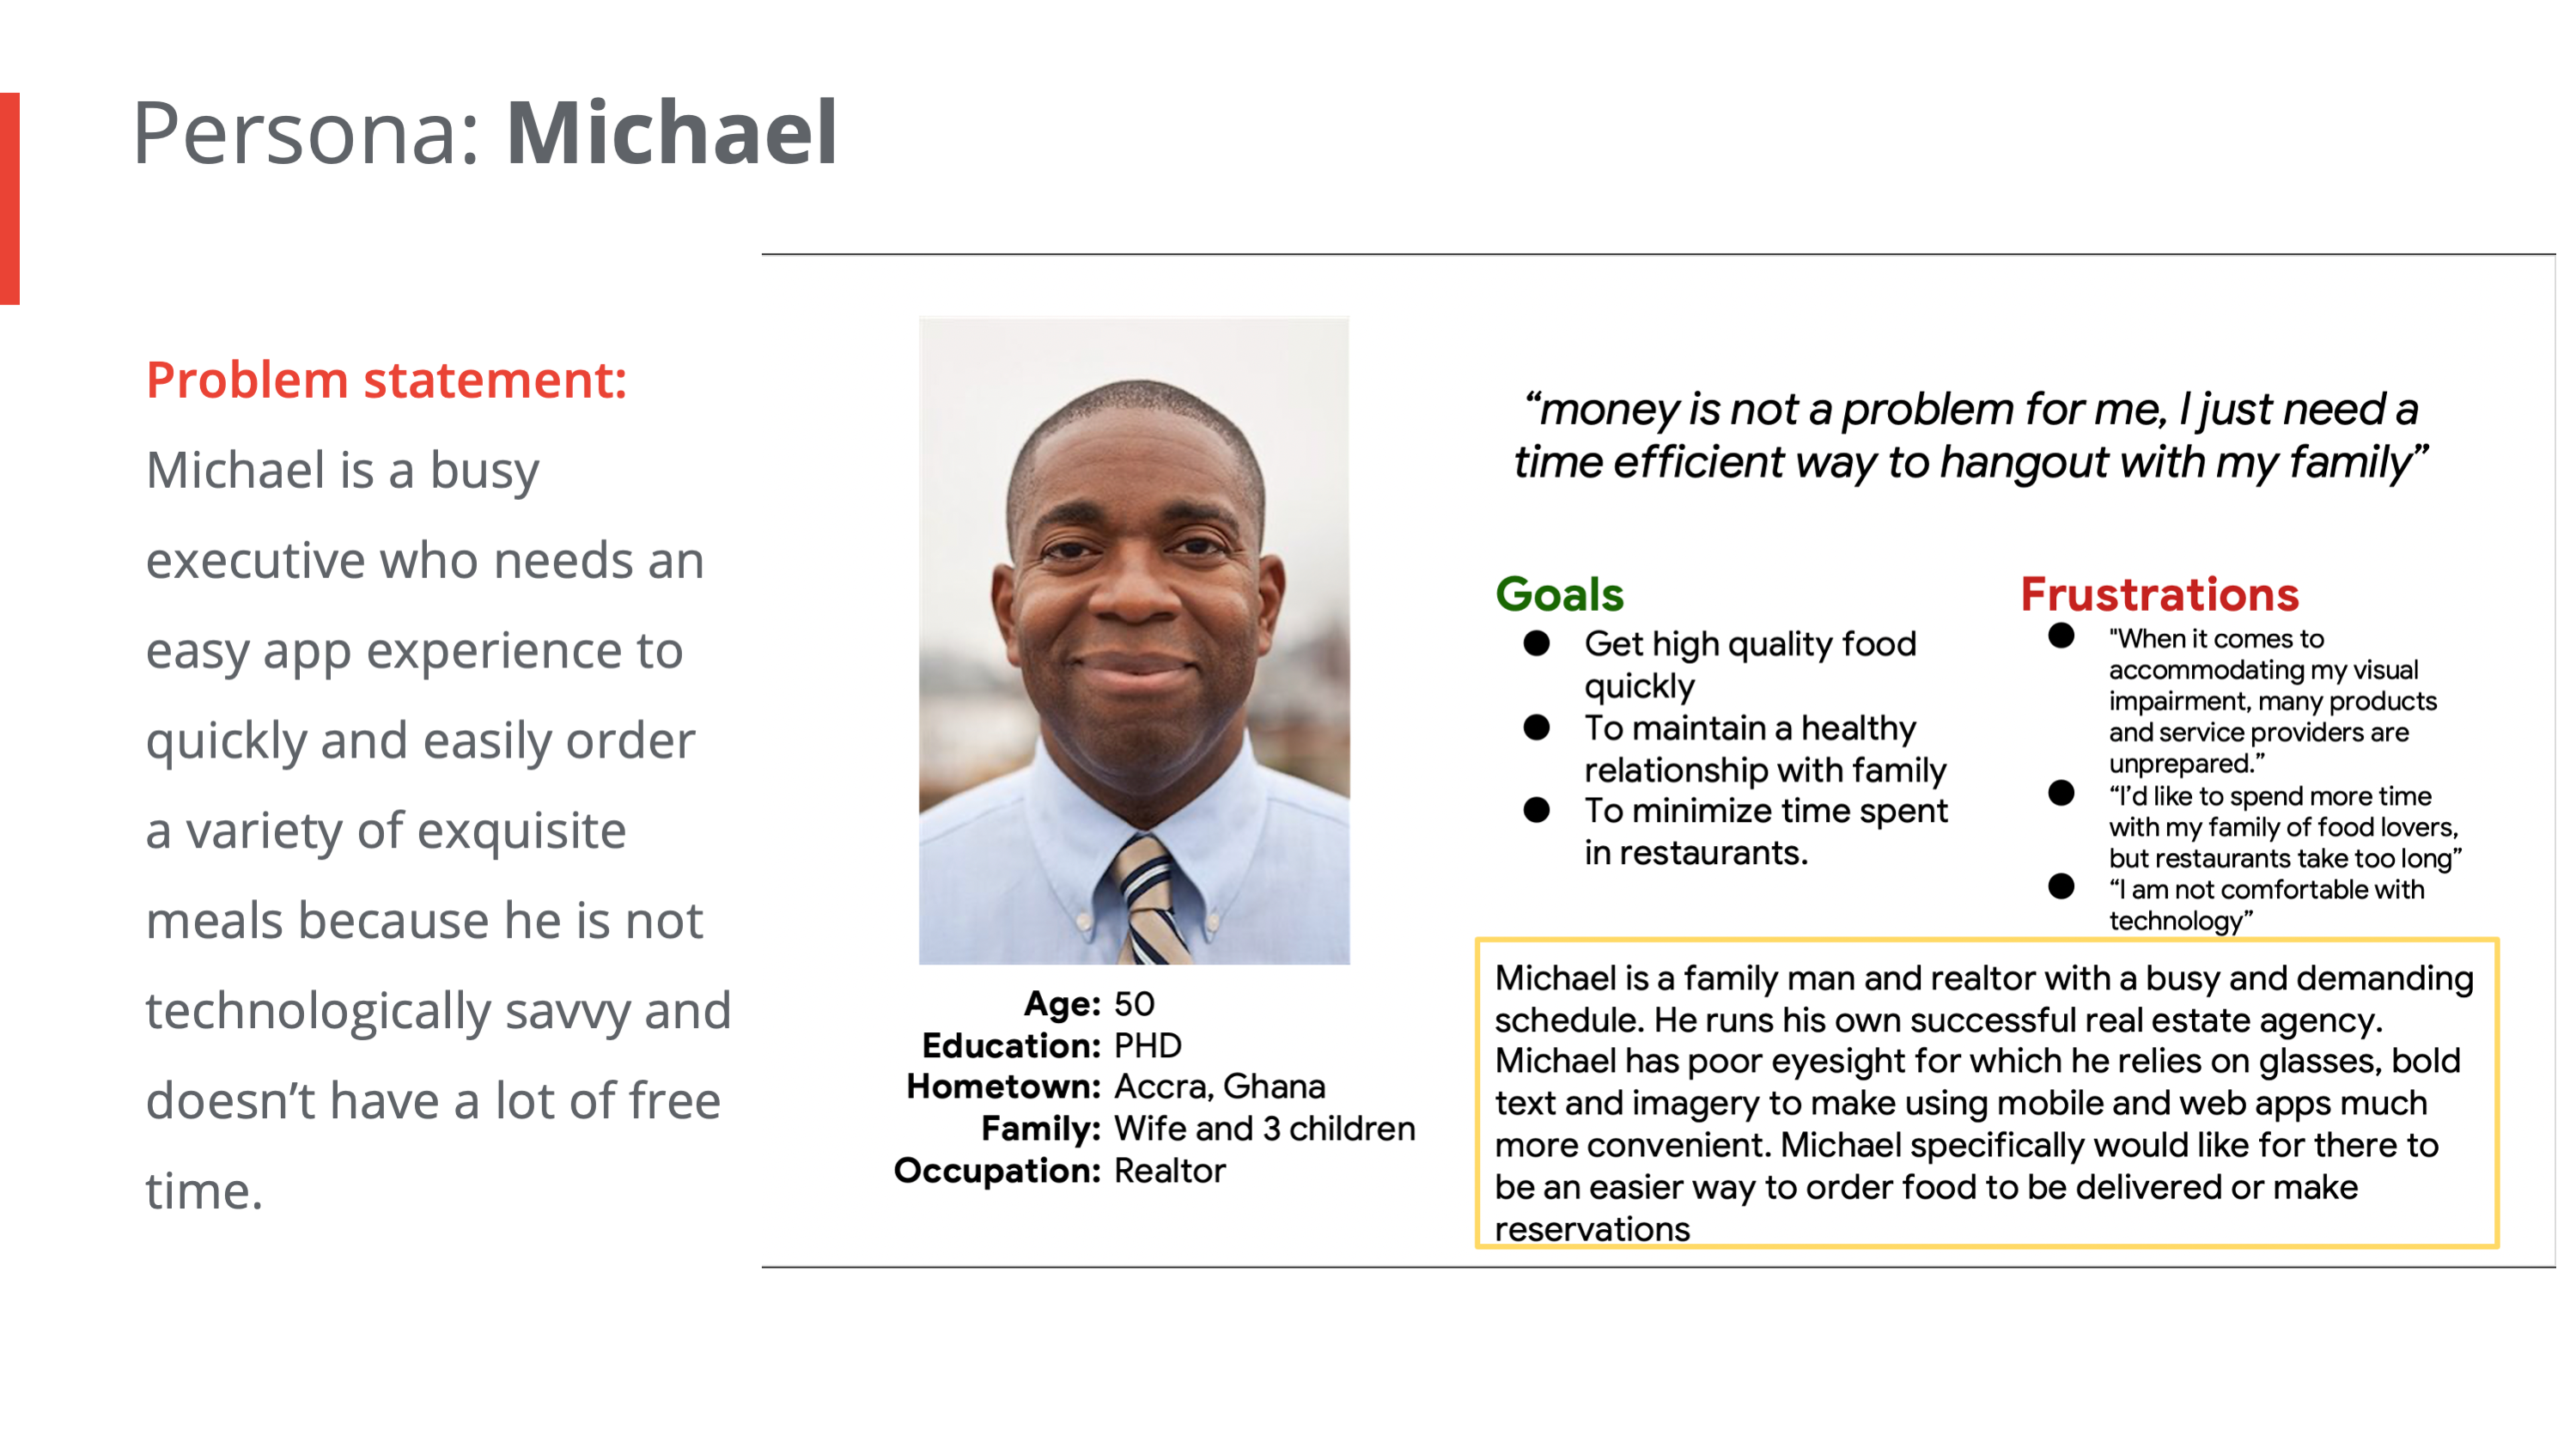 Persona: Michael
Problem statement:
Michael is a busy
executive who needs an
easy app experience to
quickly and easily order
a variety of exquisite
meals because he is not
technologically savvy and
doesn’t have a lot of free
time.
Age: 50
Education: PHD
Hometown: Accra, Ghana
Family: Wife and 3 children
Occupation: Realtor
“money is not a problem for me, I just need a
time efficient way to hangout with my family”
Goals
● Get high quality food
quickly
● To maintain a healthy
relationship with family
● To minimize time spent
in restaurants.
Frustrations
● "When it comes to
accommodating my visual
impairment, many products
and service providers are
unprepared.”
● “I’d like to spend more time
with my family of food lovers,
but restaurants take too long”
● “I am not comfortable with
technology”
Michael is a family man and realtor with a busy and demanding
schedule. He runs his own successful real estate agency.
Michael has poor eyesight for which he relies on glasses, bold
text and imagery to make using mobile and web apps much
more convenient. Michael specifically would like for there to
be an easier way to order food to be delivered or make
reservations